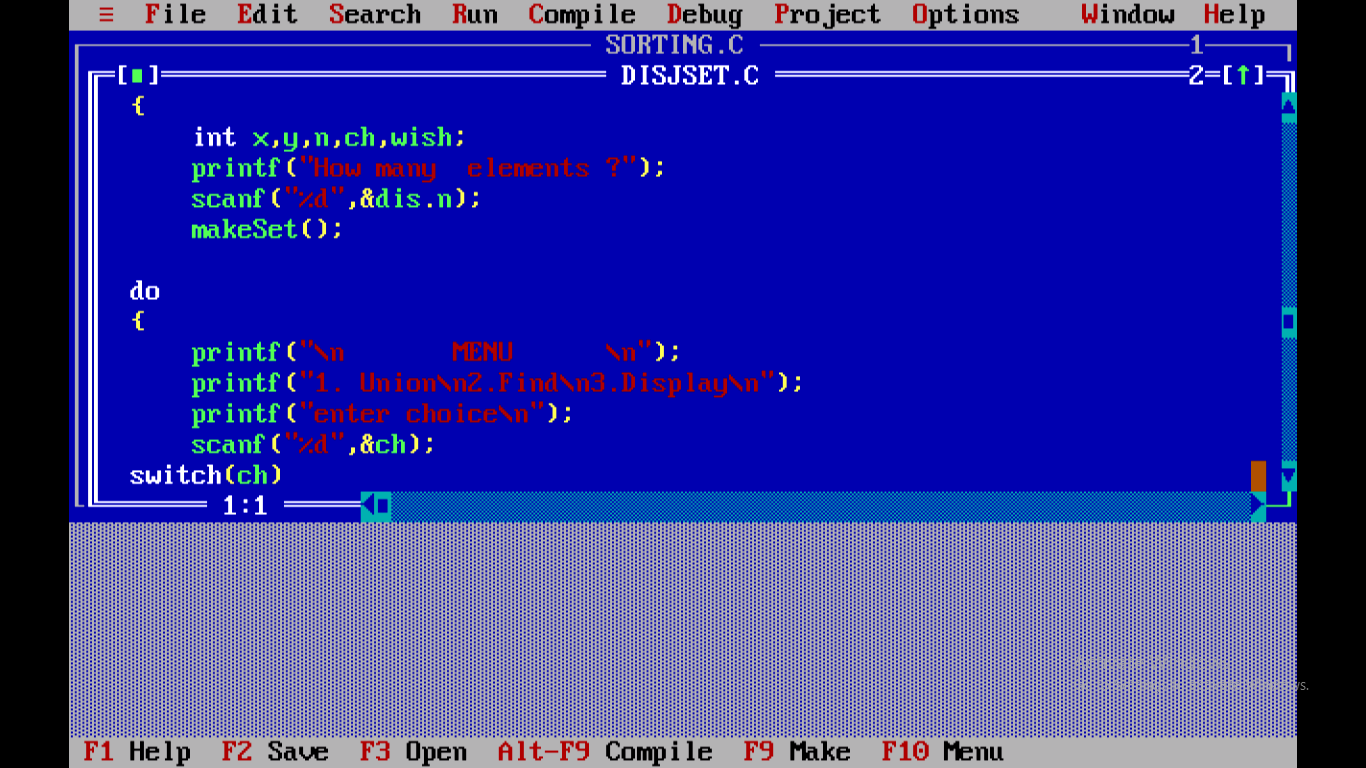 ≡ File Edit Search Run Compile Debug Project Options Window Help
SORTING.C 1
[■] DISJSET.C 2=[↑]
{
int x,y,n,ch,wish;
printf("How many  elements ?");
scanf("%d",&dis.n);
makeSet();
do
{
printf("\n       MENU      \n");
printf("1. Union\n2.Find\n3.Display\n");
printf("enter choice\n");
scanf("%d",&ch);
switch(ch)
1:1
F1 Help F2 Save F3 Open Alt-F9 Compile F9 Make F10 Menu